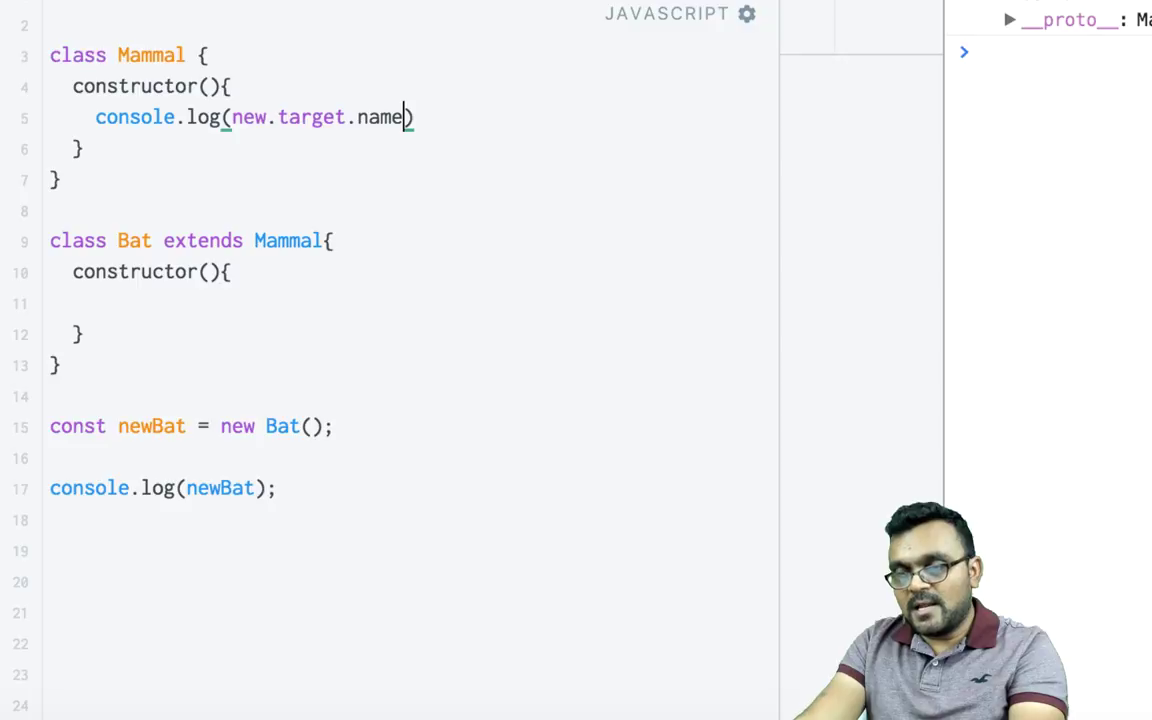 JAVASCRIPT
▶ __proto__: Ma
>
2
3 class Mammal {
4   constructor(){
5     console.log(new.target.name)
6   }
7 }
8
9 class Bat extends Mammal{
10   constructor(){
11
12   }
13 }
14
15 const newBat = new Bat();
16
17 console.log(newBat);
18
19
20
21
22
23
24